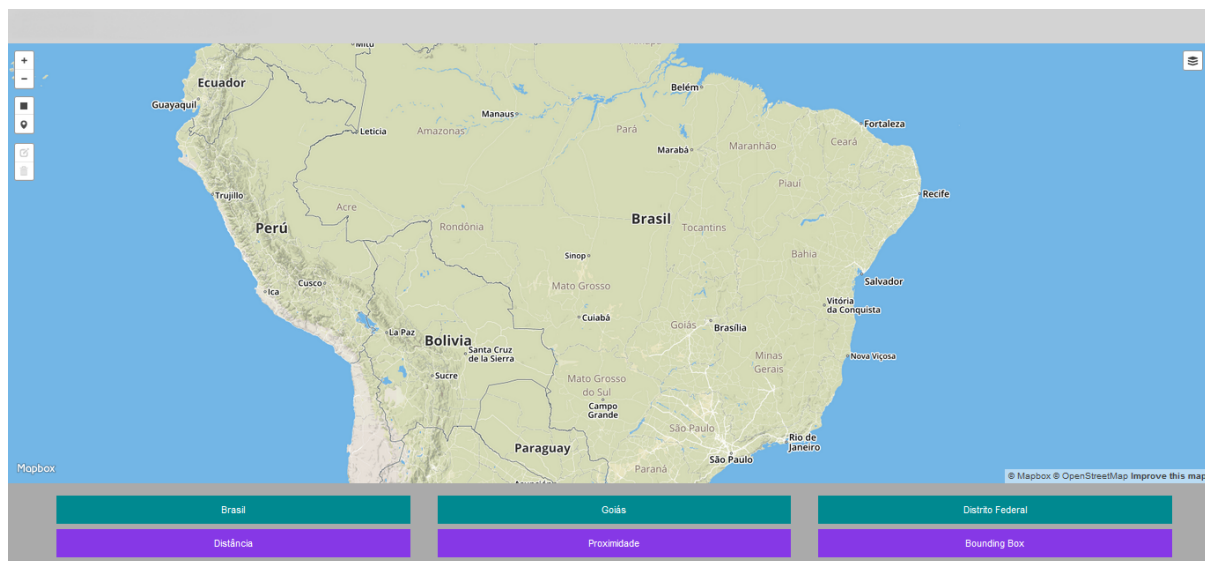 Mitú
+
−
Ecuador
Guayaquil
Belém
Manaus
Fortaleza
Leticia
Amazonas
Pará
Marabá
Maranhão
Ceará
Piauí
Trujillo
Recife
Acre
Brasil
Perú
Rondônia
Tocantins
Bahia
Sinop
Cusco
Mato Grosso
Salvador
Ica
Vitória
da Conquista
Cuiabá
La Paz
Goiás
Brasília
Bolivia
Santa Cruz
de la Sierra
Minas
Gerais
Nova Viçosa
Sucre
Mato Grosso
do Sul
Campo
Grande
São Paulo
Rio de
Janeiro
Paraguay
São Paulo
Paraná
Mapbox
© Mapbox © OpenStreetMap Improve this map
Brasil
Goiás
Distrito Federal
Distância
Proximidade
Bounding Box